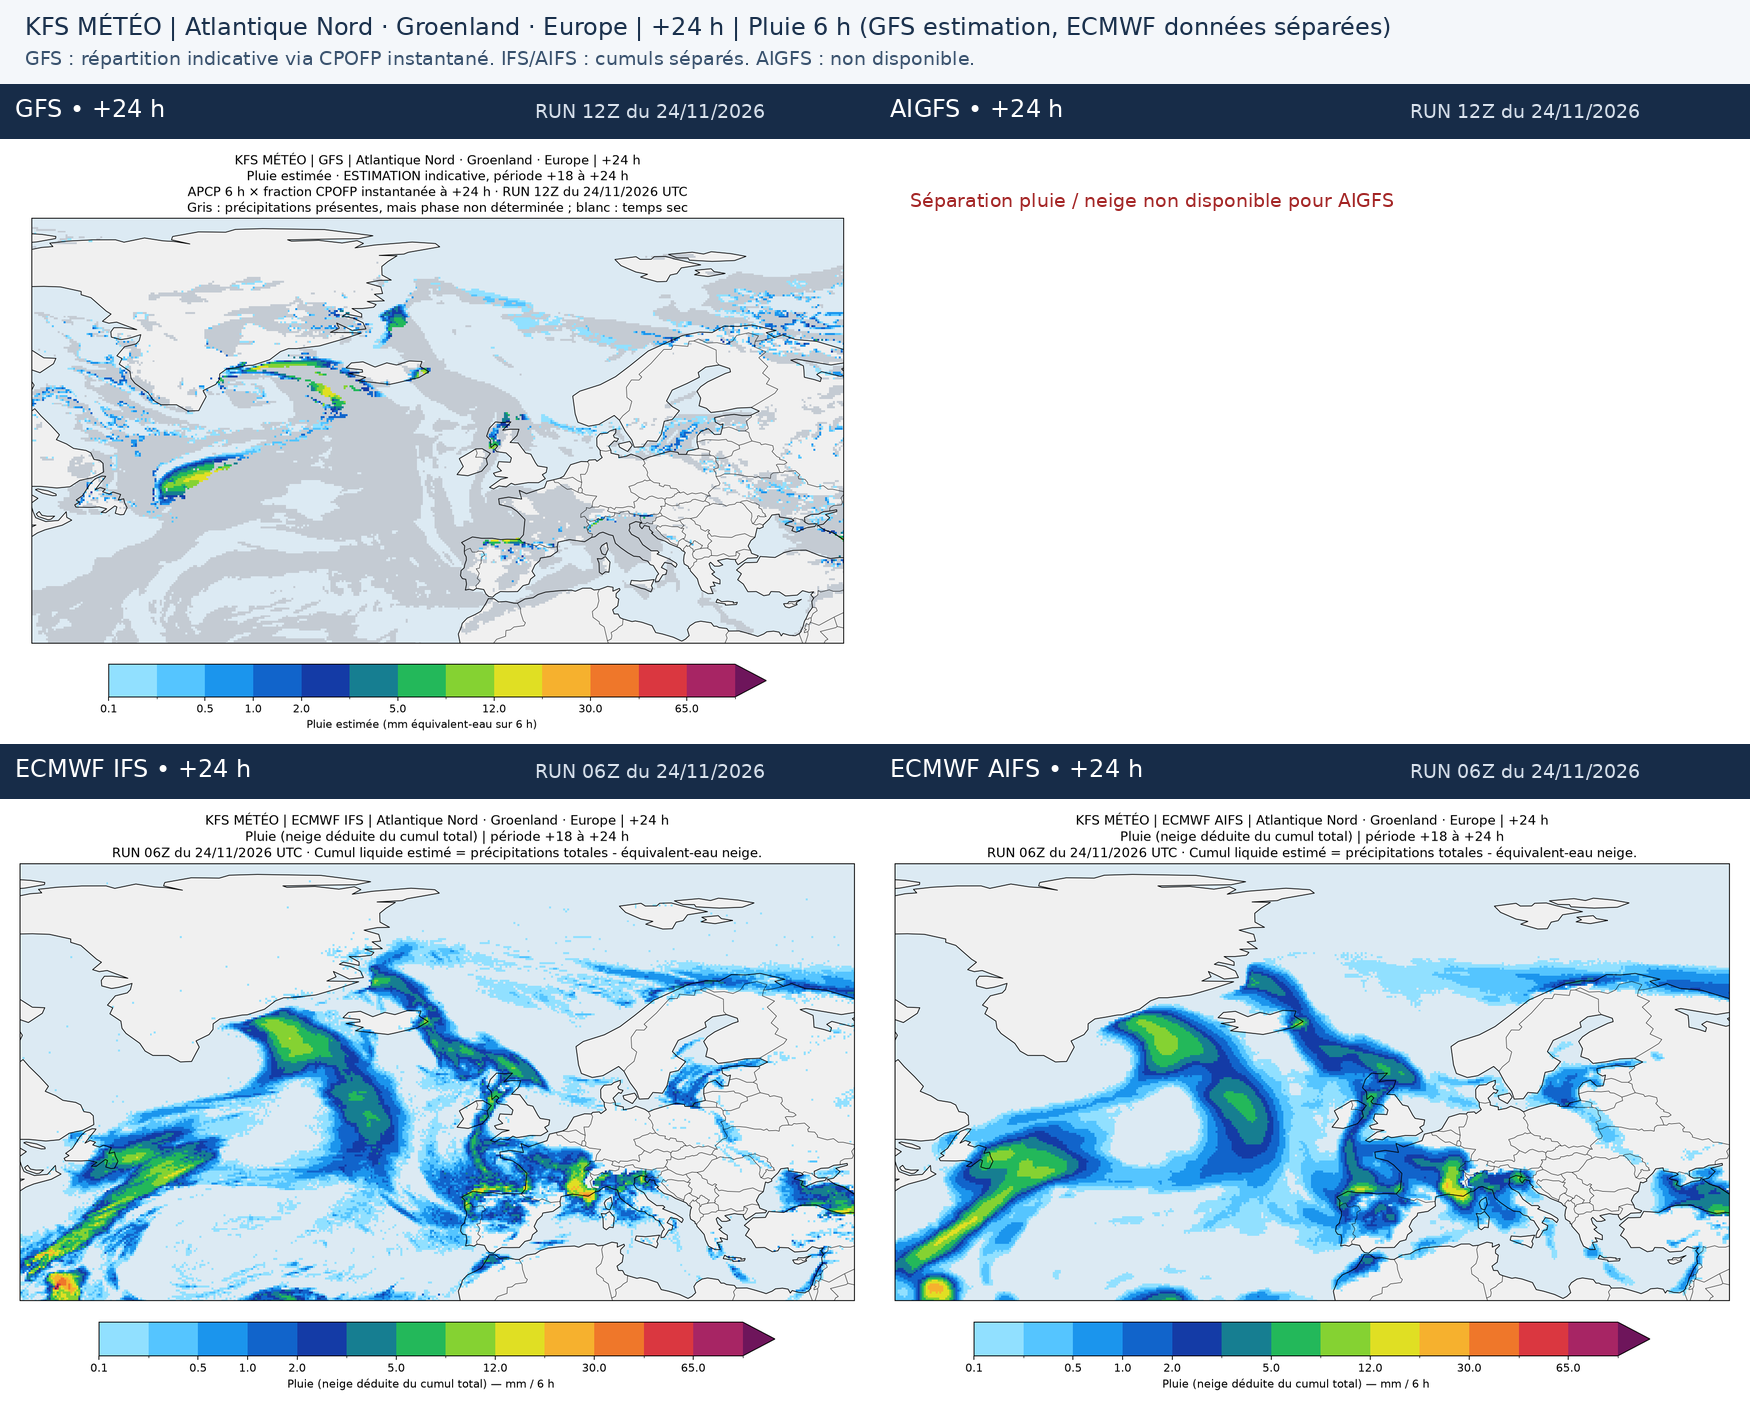 KFS MÉTÉO | Atlantique Nord · Groenland · Europe | +24 h | Pluie 6 h (GFS estimation, ECMWF données séparées)
GFS : répartition indicative via CPOFP instantané. IFS/AIFS : cumuls séparés. AIGFS : non disponible.
GFS • +24 h
RUN 12Z du 24/11/2026
AIGFS • +24 h
RUN 12Z du 24/11/2026
KFS MÉTÉO | GFS | Atlantique Nord · Groenland · Europe | +24 h
Pluie estimée · ESTIMATION indicative, période +18 à +24 h
APCP 6 h × fraction CPOFP instantanée à +24 h · RUN 12Z du 24/11/2026 UTC
Gris : précipitations présentes, mais phase non déterminée ; blanc : temps sec
Séparation pluie / neige non disponible pour AIGFS
0.1 0.5 1.0 2.0 5.0 12.0 30.0 65.0
Pluie estimée (mm équivalent-eau sur 6 h)
ECMWF IFS • +24 h
RUN 06Z du 24/11/2026
ECMWF AIFS • +24 h
RUN 06Z du 24/11/2026
KFS MÉTÉO | ECMWF IFS | Atlantique Nord · Groenland · Europe | +24 h
Pluie (neige déduite du cumul total) | période +18 à +24 h
RUN 06Z du 24/11/2026 UTC · Cumul liquide estimé = précipitations totales - équivalent-eau neige.
KFS MÉTÉO | ECMWF AIFS | Atlantique Nord · Groenland · Europe | +24 h
Pluie (neige déduite du cumul total) | période +18 à +24 h
RUN 06Z du 24/11/2026 UTC · Cumul liquide estimé = précipitations totales - équivalent-eau neige.
0.1 0.5 1.0 2.0 5.0 12.0 30.0 65.0
Pluie (neige déduite du cumul total) — mm / 6 h
0.1 0.5 1.0 2.0 5.0 12.0 30.0 65.0
Pluie (neige déduite du cumul total) — mm / 6 h